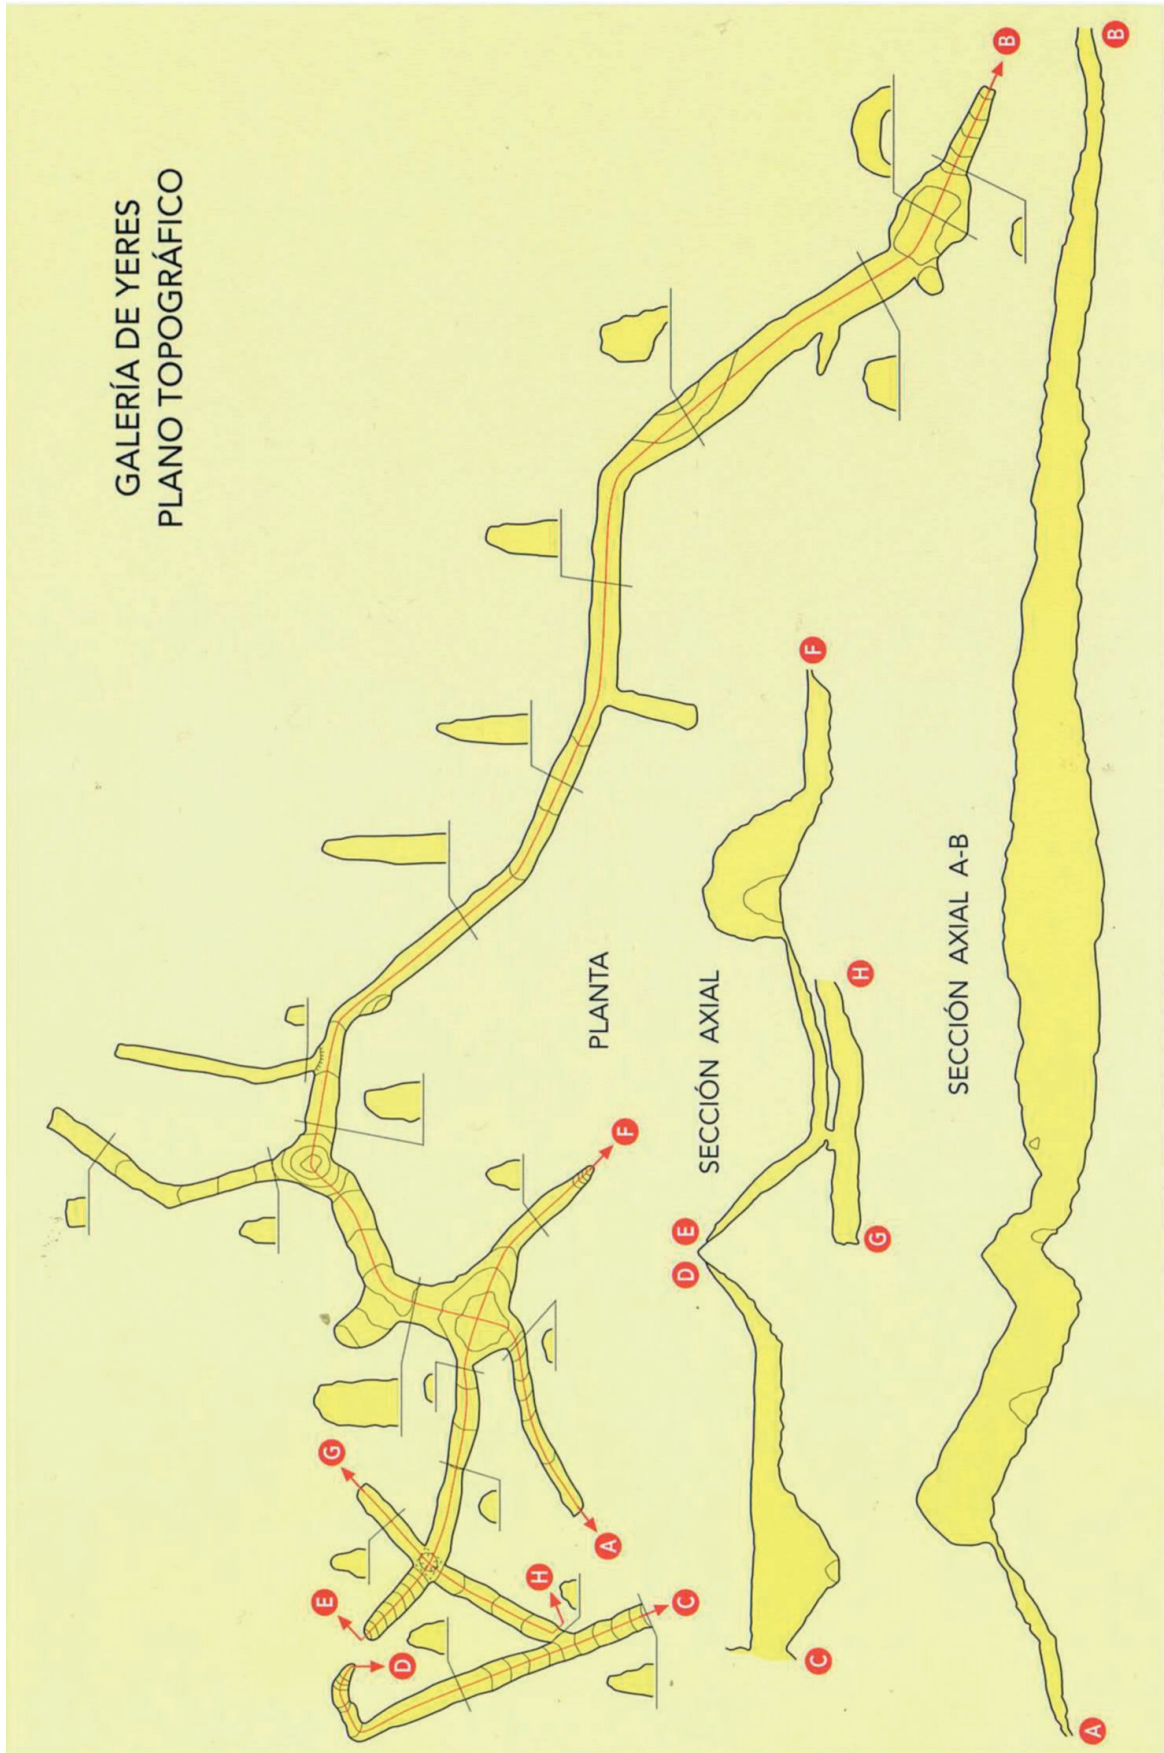 GALERÍA DE YERES
PLANO TOPOGRÁFICO
B
B
F
H
F
PLANTA
SECCIÓN AXIAL
SECCIÓN AXIAL A-B
E
D
G
G
A
E
H
C
D
C
A